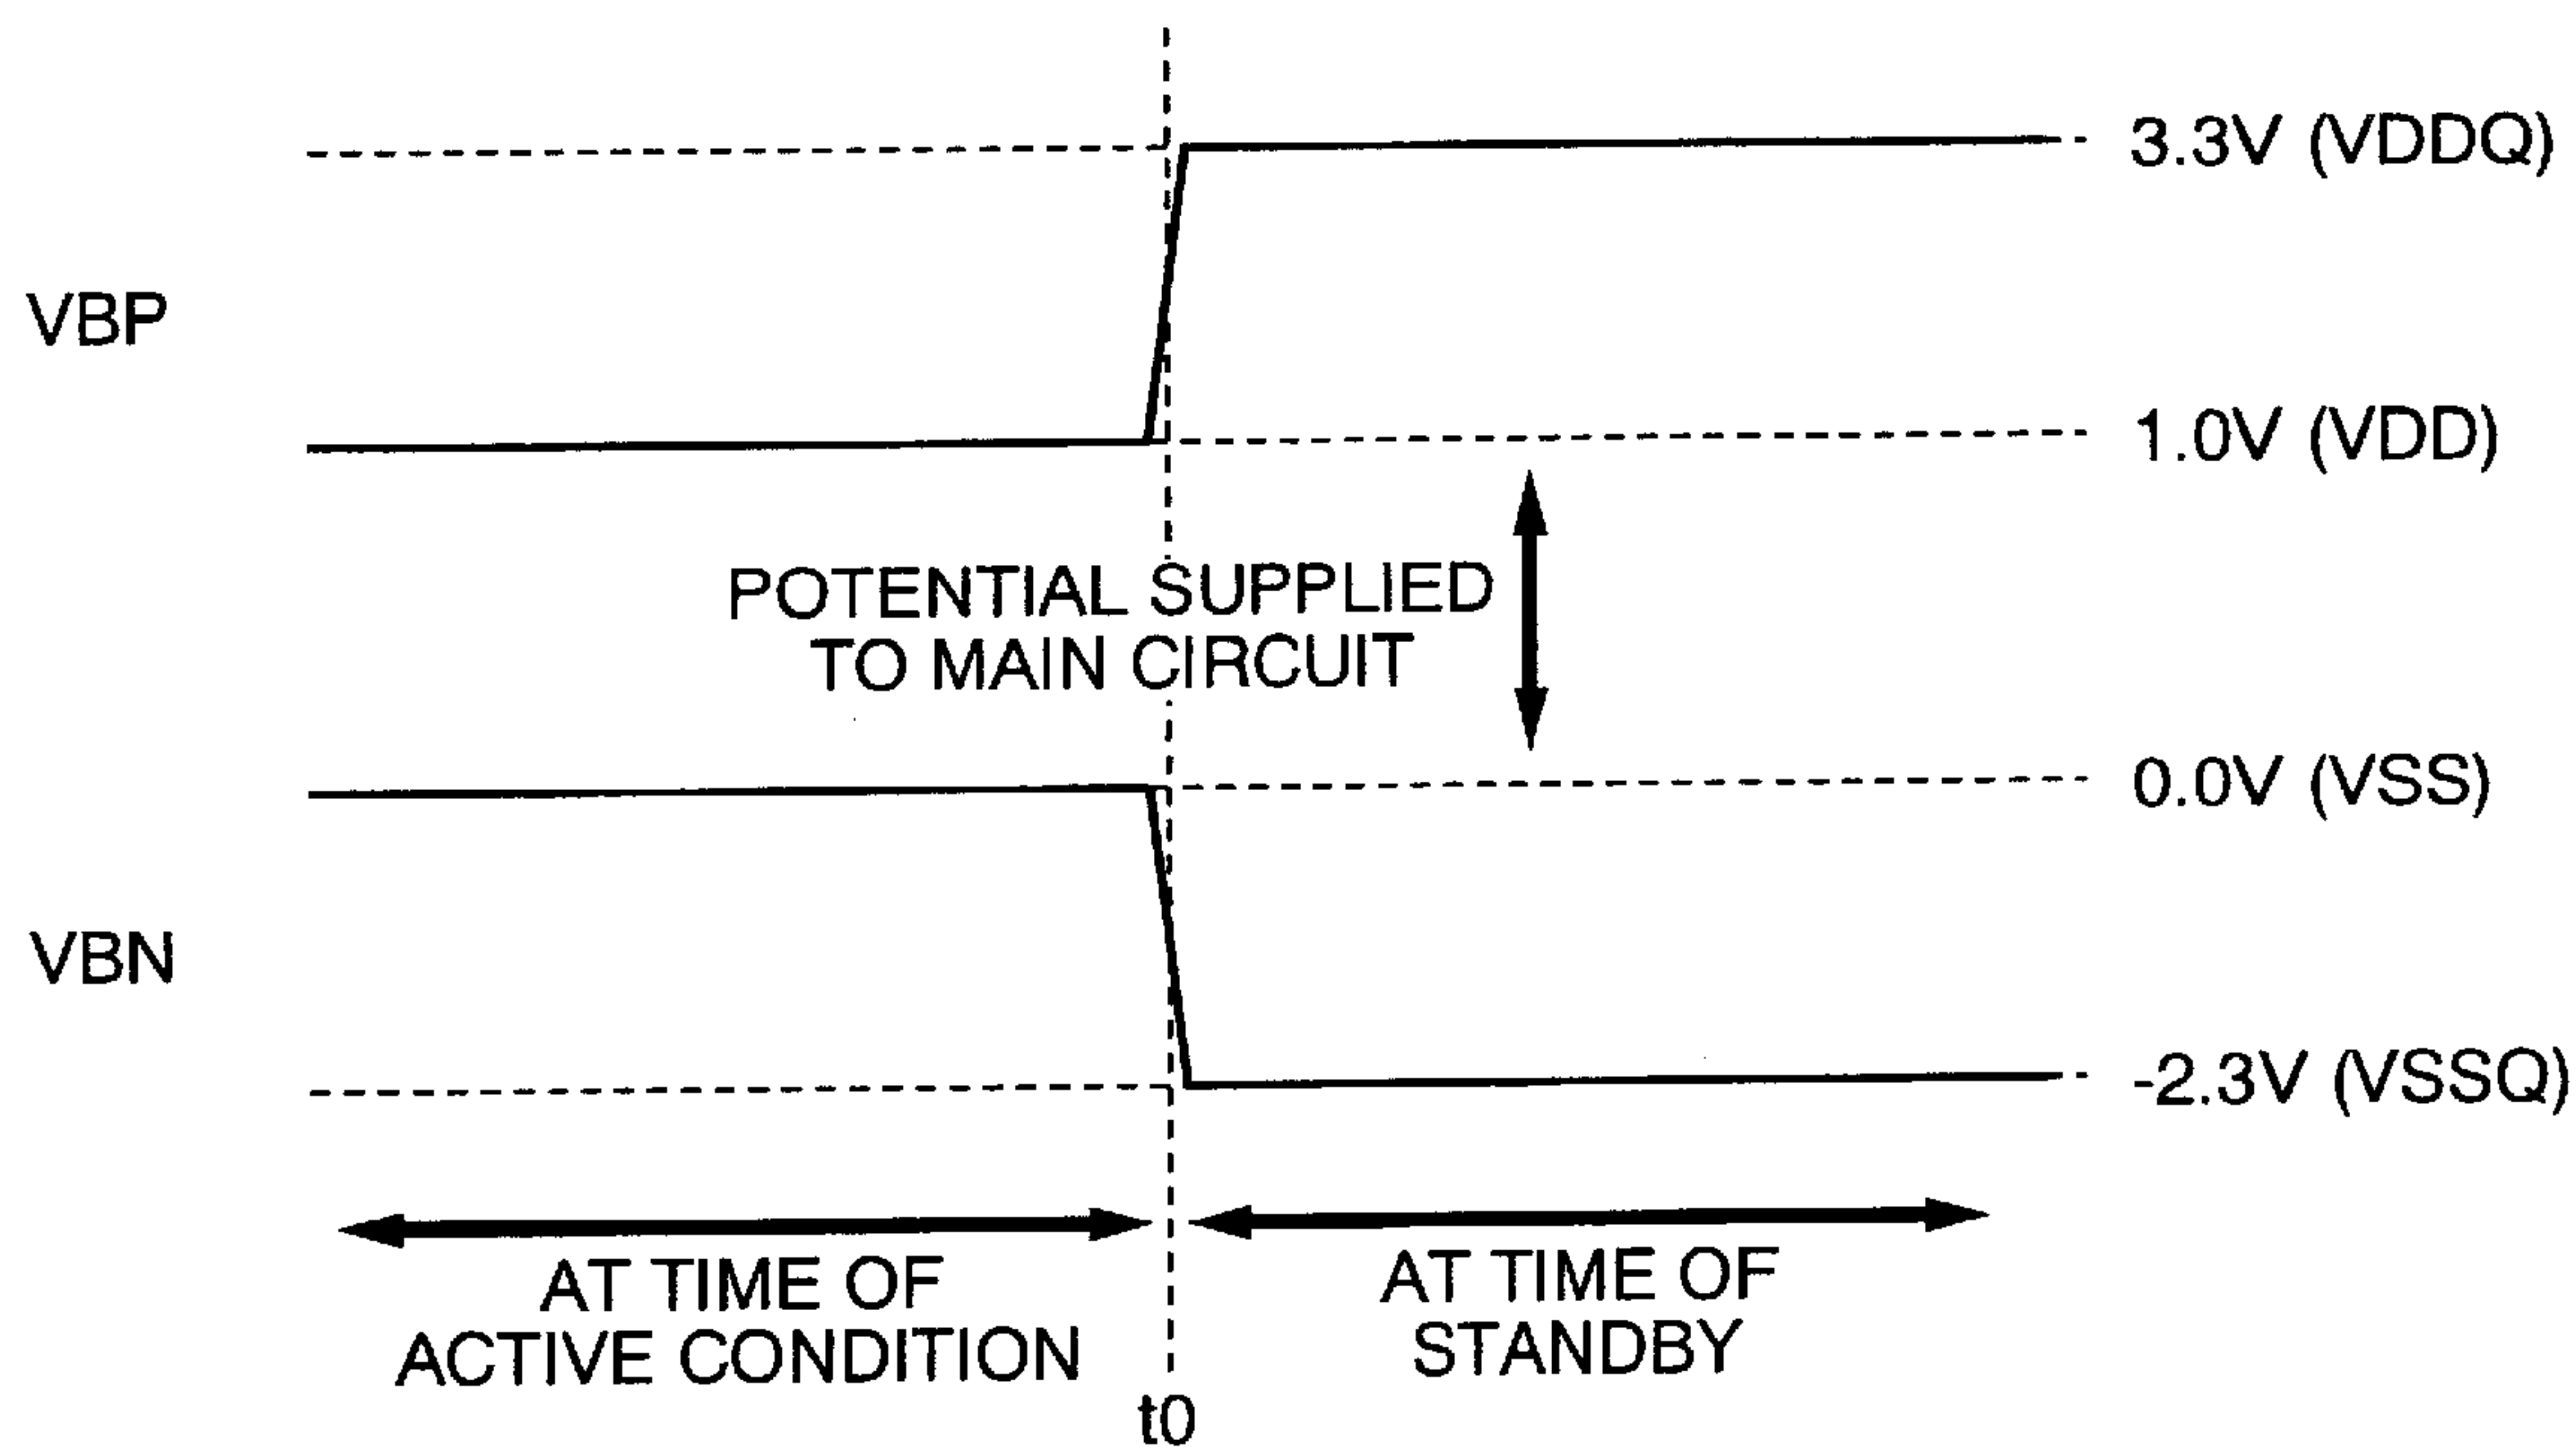 3.3V (VDDQ)
VBP
1.0V (VDD)
POTENTIAL SUPPLIED
TO MAIN CIRCUIT
0.0V (VSS)
VBN
-2.3V (VSSQ)
AT TIME OF
ACTIVE CONDITION
AT TIME OF
STANDBY
t0